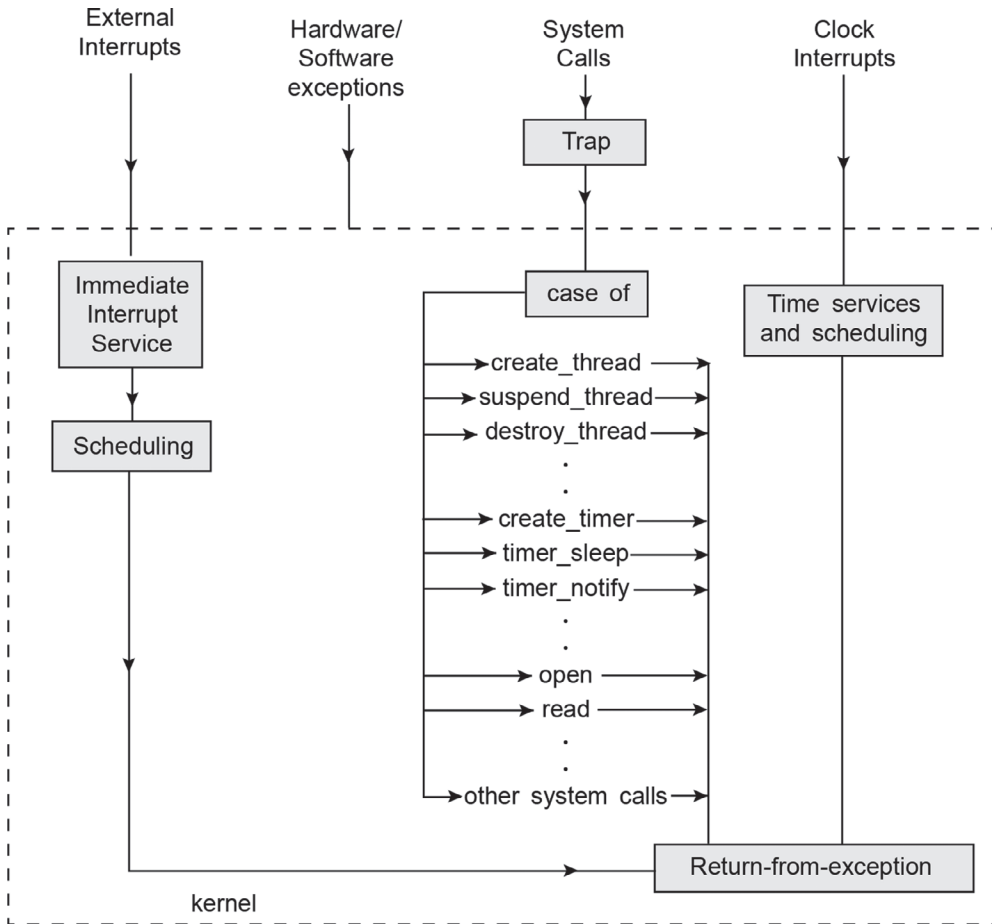 External
Interrupts
Hardware/
Software
exceptions
System
Calls
Clock
Interrupts
Trap
Immediate
Interrupt
Service
Scheduling
case of
create_thread
suspend_thread
destroy_thread
.
.
create_timer
timer_sleep
timer_notify
.
.
open
read
.
.
other system calls
Time services
and scheduling
Return-from-exception
kernel